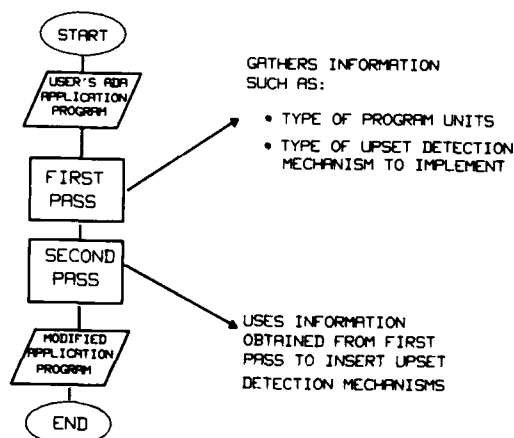 START
USER'S ADA
APPLICATION
PROGRAM
FIRST
PASS
SECOND
PASS
MODIFIED
APPLICATION
PROGRAM
END
GATHERS INFORMATION
SUCH AS:
• TYPE OF PROGRAM UNITS
• TYPE OF UPSET DETECTION
MECHANISM TO IMPLEMENT
USES INFORMATION
OBTAINED FROM FIRST
PASS TO INSERT UPSET
DETECTION MECHANISMS